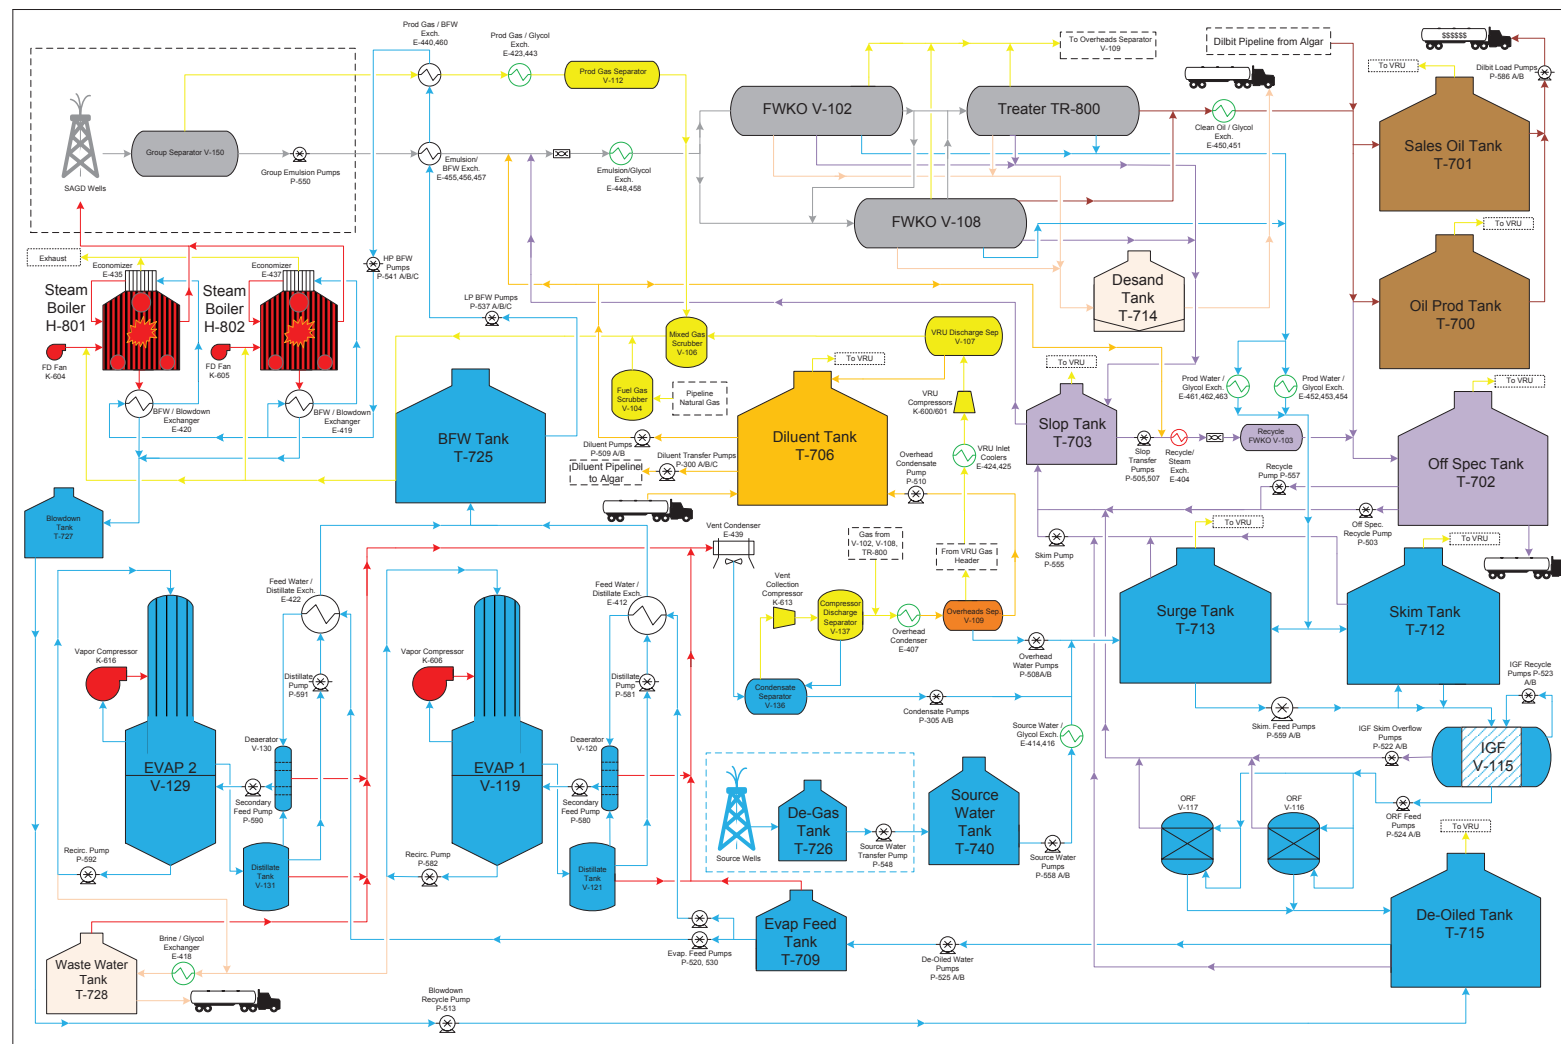 Prod Gas / BFW
Exch.
E-440,460
Prod Gas / Glycol
Exch.
E-423,443
Prod Gas Separator
V-112
To Overheads Separator
V-109
Dilbit Pipeline from Algar
$$$$$$
Dilbit Load Pumps
P-586 A/B
To VRU
SAGD Wells
Group Separator V-150
Group Emulsion Pumps
P-550
Emulsion/
BFW Exch.
E-455,456,457
Emulsion/Glycol
Exch.
E-448,458
FWKO V-102
Treater TR-800
Clean Oil / Glycol
Exch.
E-450,451
Sales Oil Tank
T-701
FWKO V-108
To VRU
Exhaust
Economizer
E-435
Economizer
E-437
HP BFW
Pumps
P-541 A/B/C
Steam
Boiler
H-801
Steam
Boiler
H-802
LP BFW Pumps
P-537 A/B/C
Desand
Tank
T-714
Oil Prod Tank
T-700
FD Fan
K-604
FD Fan
K-605
Mixed Gas
Scrubber
V-106
VRU Discharge Sep
V-107
To VRU
To VRU
To VRU
Fuel Gas
Scrubber
V-104
Pipeline
Natural Gas
VRU
Compressors
K-600/601
Prod Water /
Glycol Exch.
E-461,462,463
Prod Water /
Glycol Exch.
E-452,453,454
BFW / Blowdown
Exchanger
E-420
BFW / Blowdown
Exchanger
E-419
BFW Tank
T-725
Diluent Pumps
P-509 A/B
Diluent Tank
T-706
Slop Tank
T-703
Slop
Transfer
Pumps
P-505,507
Recycle/
Steam
Exch.
E-404
Recycle
FWKO V-103
Off Spec Tank
T-702
Diluent Pipelinel
to Algar
Diluent Transfer Pumps
P-300 A/B/C
VRU Inlet
Coolers
E-424,425
Overhead
Condensate
Pump
P-510
Recycle
Pump P-557
Off Spec.
Recycle Pump
P-503
Blowdown
Tank
T-727
Vent Condenser
E-439
Gas from
V-102, V-108,
TR-800
From VRU Gas
Header
Skim Pump
P-555
To VRU
To VRU
Feed Water /
Distillate Exch.
E-422
Feed Water /
Distillate Exch.
E-412
Vent
Collection
Compressor
K-613
Compressor
Discharge
Separator
V-137
Overhead
Condenser
E-407
Overheads Sep.
V-109
Surge Tank
T-713
Skim Tank
T-712
Vapor Compressor
K-616
Distillate
Pump
P-591
Vapor Compressor
K-606
Distillate
Pump
P-581
Condensate
Separator
V-136
Condensate Pumps
P-305 A/B
Overhead
Water Pumps
P-508A/B
IGF Recycle
Pumps P-523
A/B
Source Water /
Glycol Exch.
E-414,416
Skim. Feed Pumps
P-559 A/B
IGF Skim Overflow
Pumps
P-522 A/B
IGF
V-115
EVAP 2
V-129
Deaerator
V-130
Secondary
Feed Pump
P-590
EVAP 1
V-119
Deaerator
V-120
Secondary
Feed Pump
P-580
Source Wells
De-Gas
Tank
T-726
Source Water
Transfer Pump
P-548
Source
Water
Tank
T-740
Source Water
Pumps
P-558 A/B
ORF
V-117
ORF
V-116
ORF Feed
Pumps
P-524 A/B
To VRU
Recirc. Pump
P-592
Distillate
Tank
V-131
Recirc. Pump
P-582
Distillate
Tank
V-121
Evap Feed
Tank
T-709
De-Oiled Tank
T-715
Waste Water
Tank
T-728
Brine / Glycol
Exchanger
E-418
Evap. Feed Pumps
P-520, 530
De-Oiled Water
Pumps
P-525 A/B
Blowdown
Recycle Pump
P-513